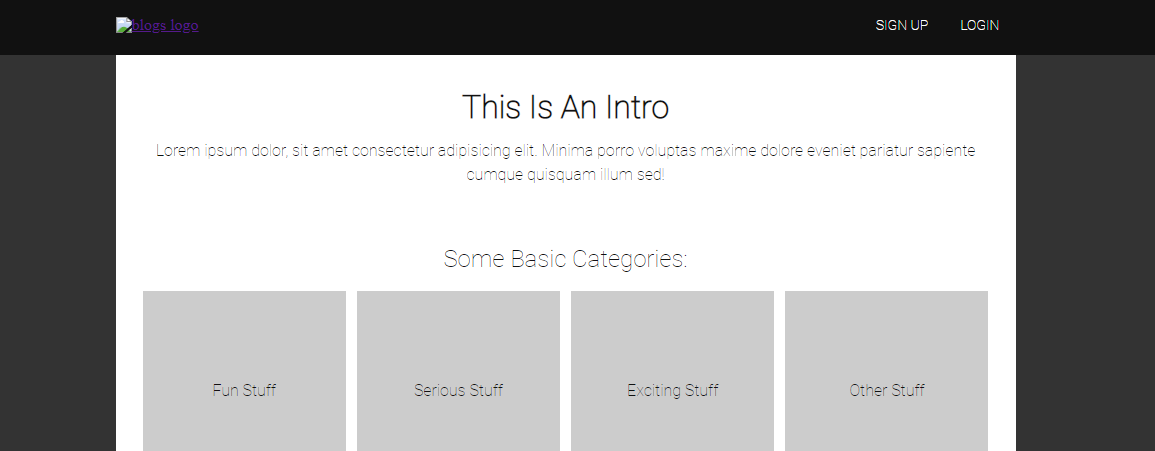 blogs logo SIGN UP LOGIN
This Is An Intro
Lorem ipsum dolor, sit amet consectetur adipisicing elit. Minima porro voluptas maxime dolore eveniet pariatur sapiente
cumque quisquam illum sed!
Some Basic Categories:
Fun Stuff Serious Stuff Exciting Stuff Other Stuff